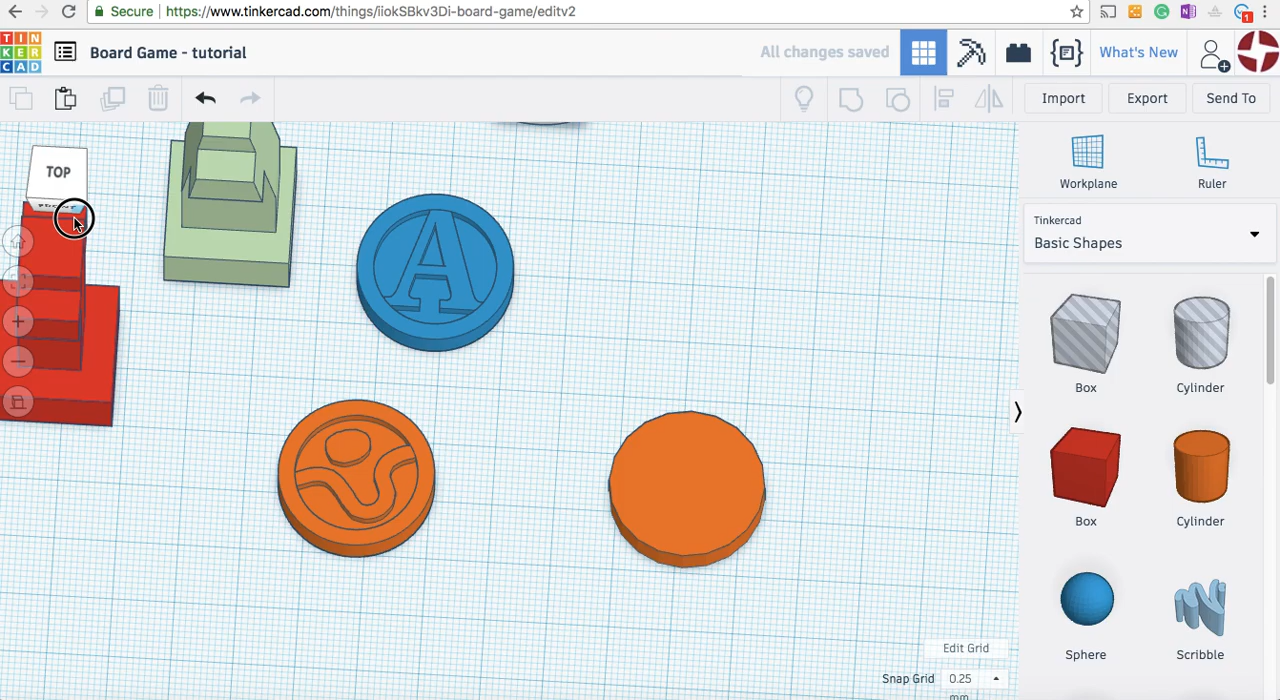 Secure https://www.tinkercad.com/things/iiokSBkv3Di-board-game/editv2
1
TIN
KER
CAD
Board Game - tutorial
All changes saved
What's New
Import
Export
Send To
TOP
Workplane
Ruler
Tinkercad
Basic Shapes
A
Box
Cylinder
Box
Cylinder
Sphere
Scribble
Edit Grid
Snap Grid 0.25
mm